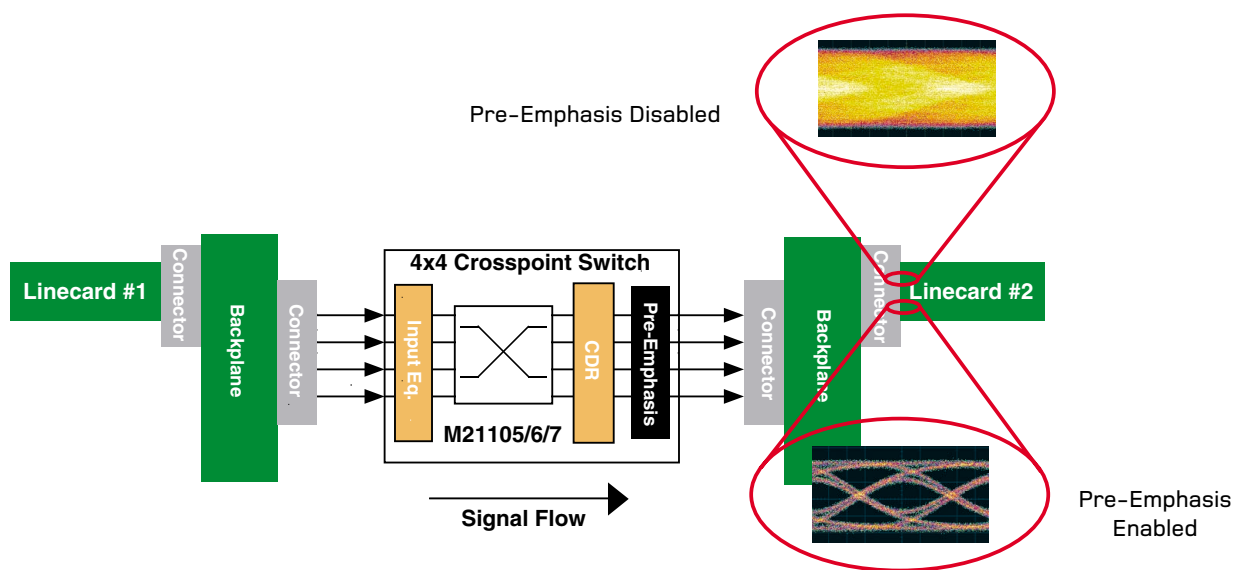 Pre-Emphasis Disabled
4x4 Crosspoint Switch
Linecard #1
Connector
Backplane
Connector
Input Eq.
CDR
Pre-Emphasis
M21105/6/7
Connector
Backplane
Connector
Linecard #2
Signal Flow
Pre-Emphasis
Enabled